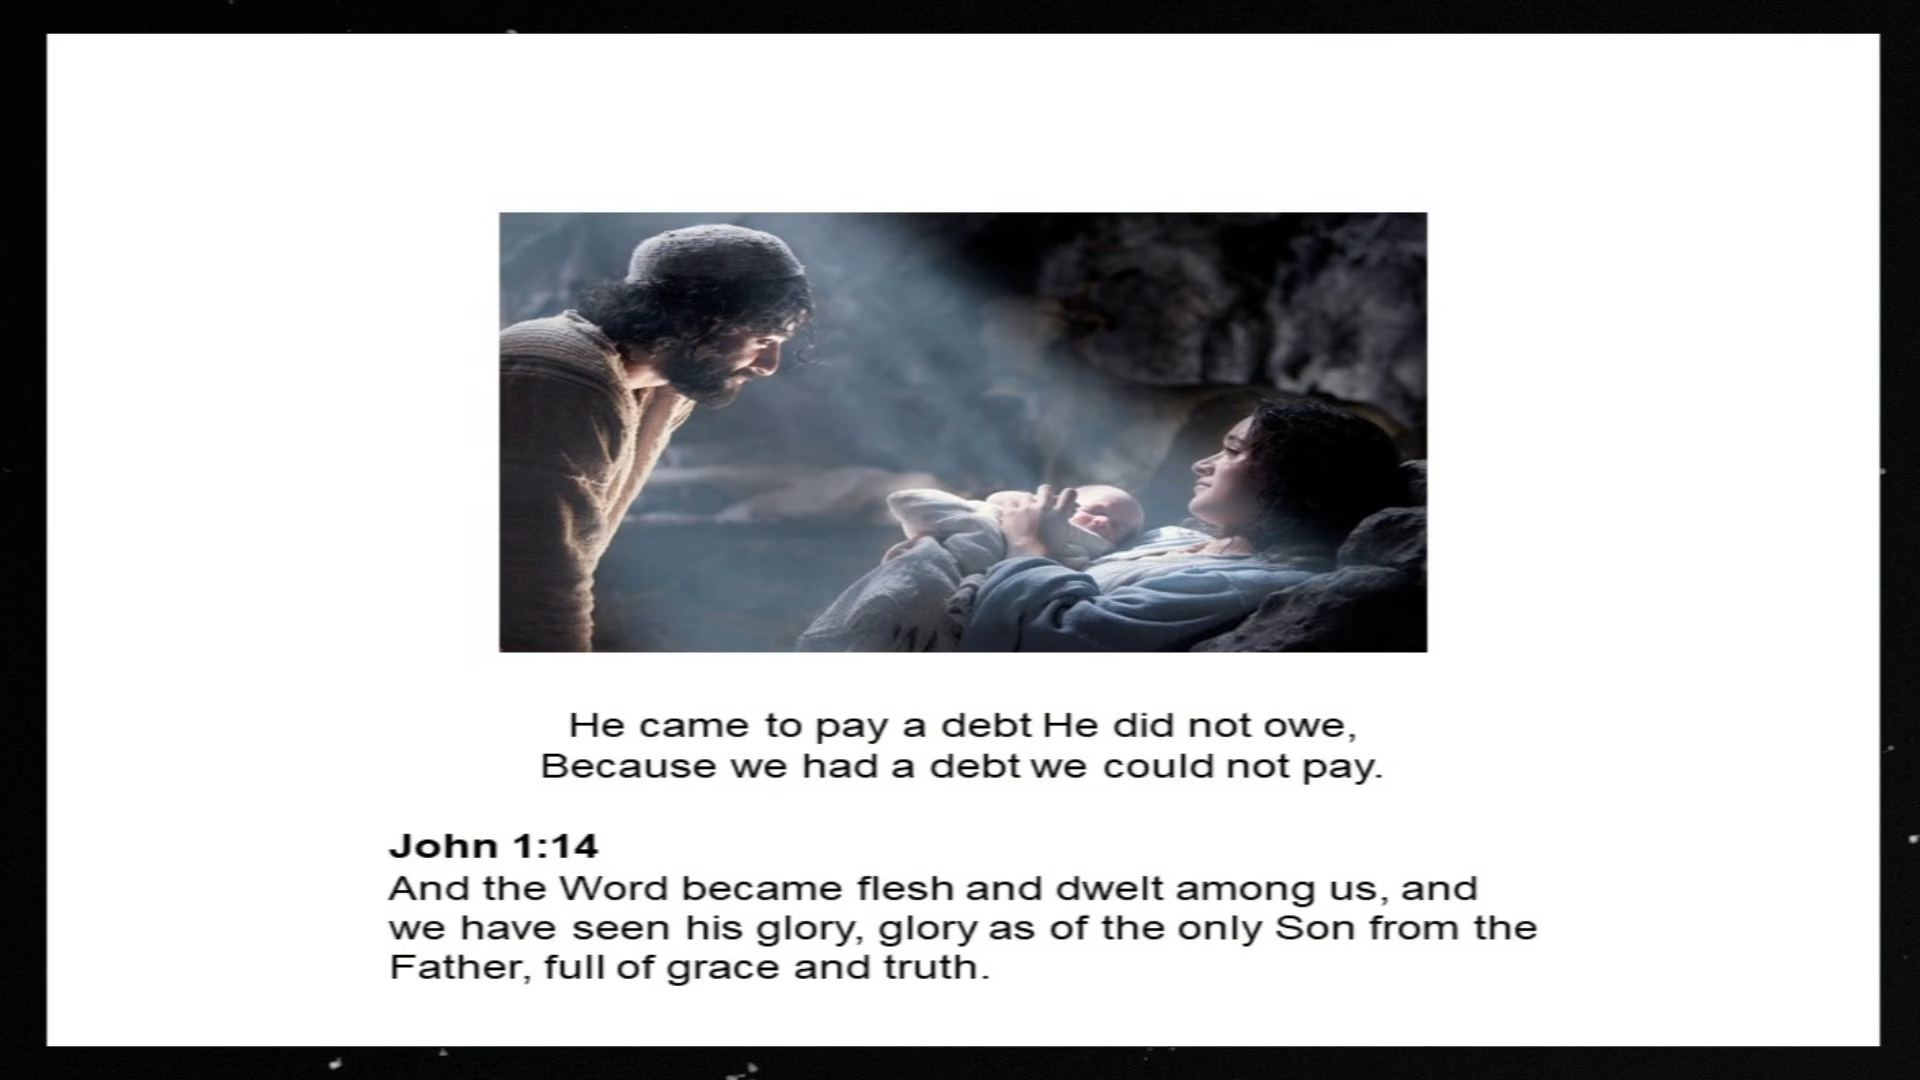 He came to pay a debt He did not owe,
Because we had a debt we could not pay.
John 1:14
And the Word became flesh and dwelt among us, and
we have seen his glory, glory as of the only Son from the
Father, full of grace and truth.